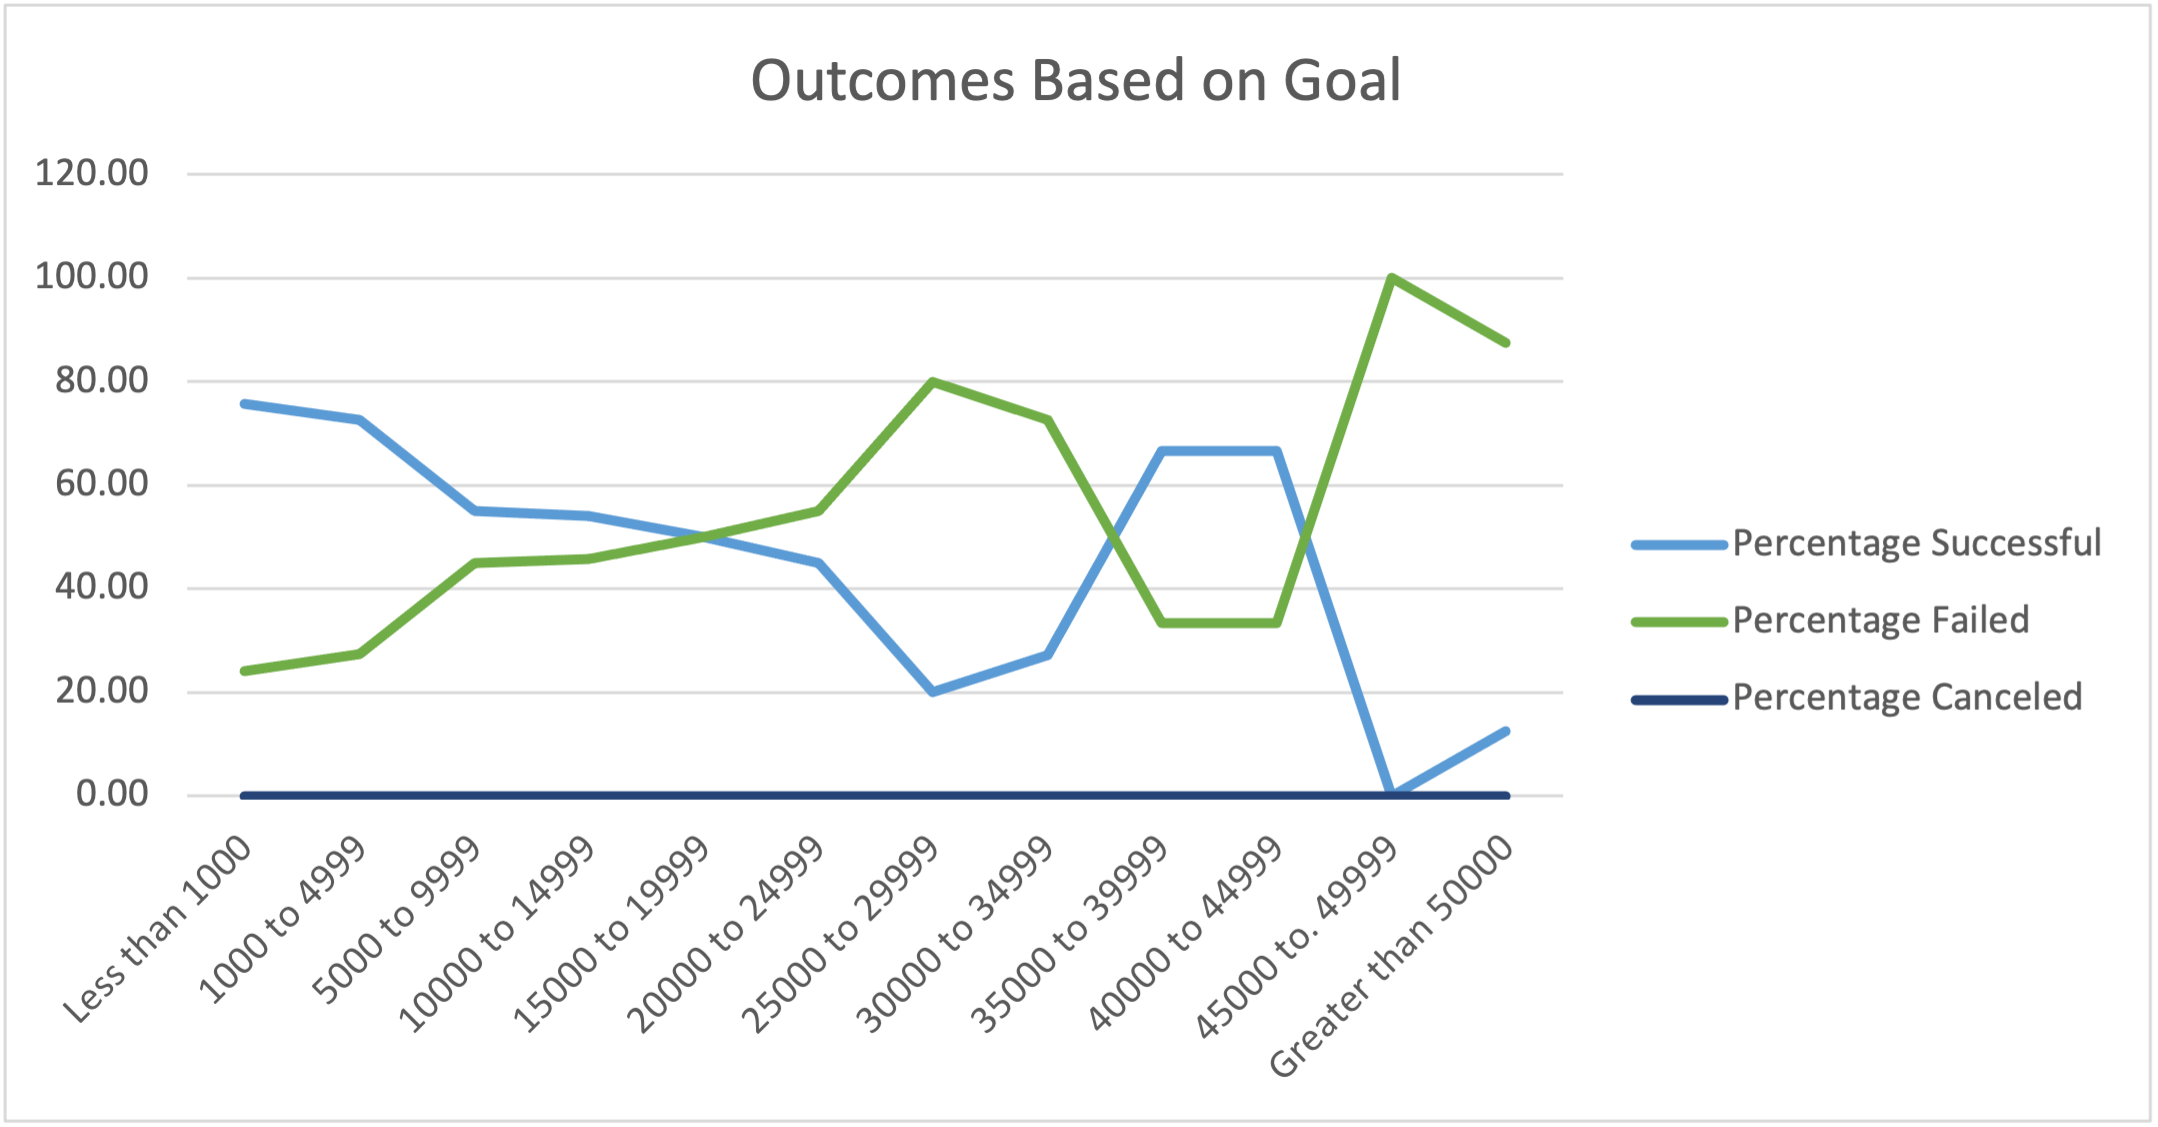 Outcomes Based on Goal
120.00
100.00
80.00
60.00
40.00
20.00
0.00
Less than 1000
1000 to 4999
5000 to 9999
10000 to 14999
15000 to 19999
20000 to 24999
25000 to 29999
30000 to 34999
35000 to 39999
40000 to 44999
45000 to. 49999
Greater than 50000
Percentage Successful
Percentage Failed
Percentage Canceled